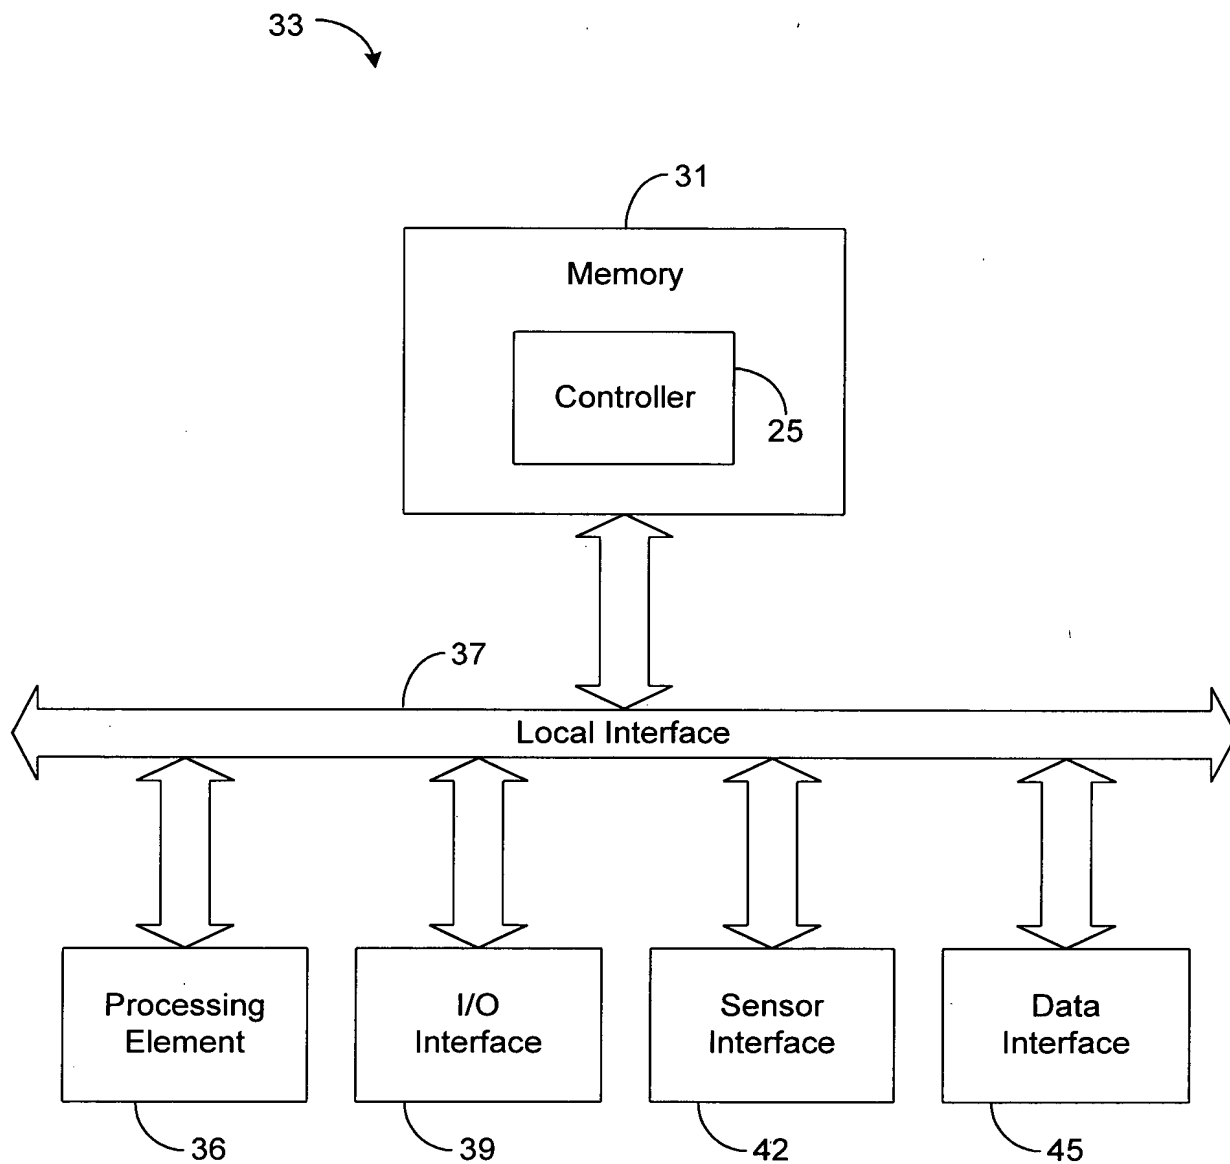 33
31
Memory
Controller
25
37
Local Interface
Processing
Element
I/O
Interface
Sensor
Interface
Data
Interface
36
39
42
45